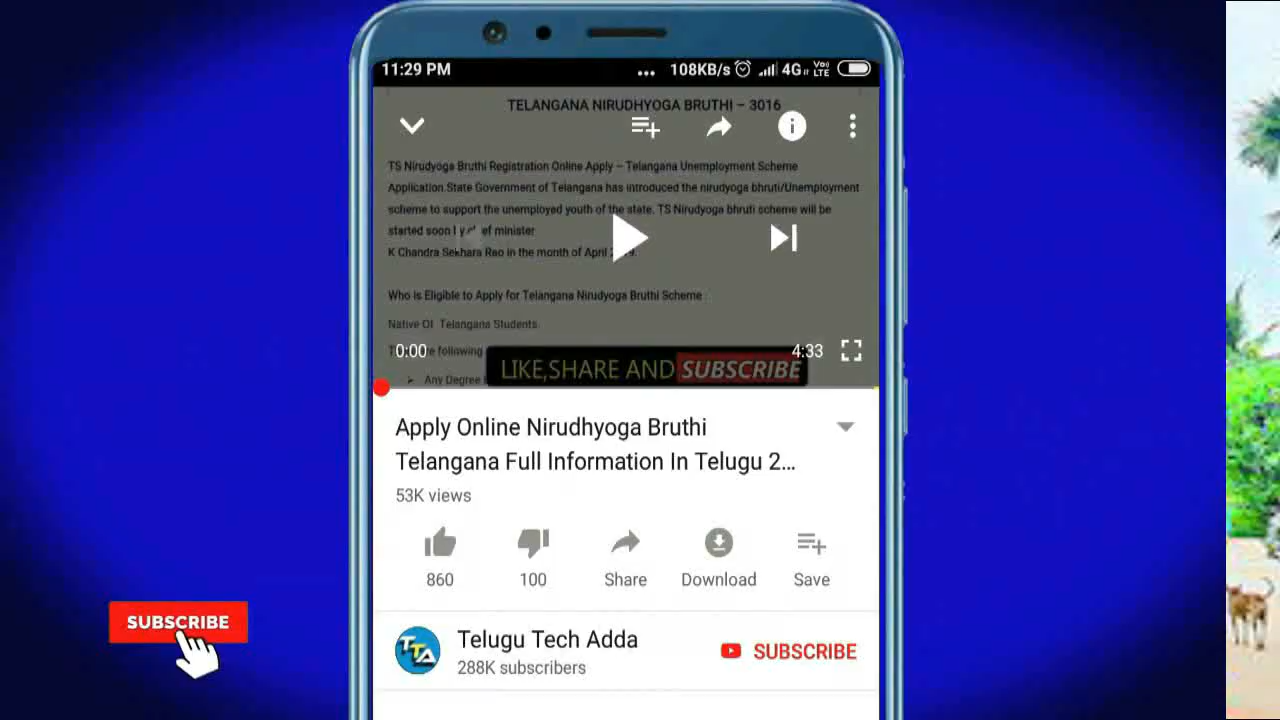 11:29 PM
... 108KB/s 4G VoLTE
TELANGANA NIRUDHYOGA BRUTHI – 3016
TS Nirudyoga Bruthi Registration Online Apply – Telangana Unemployment Scheme
Application.State Government of Telangana has introduced the nirudyoga bhruti/Unemployment
scheme to support the unemployed youth of the state. TS Nirudyoga bhruti scheme will be
started soon minister
K Chandra Sekhara Rao in the month of April
Who is Eligible to Apply for Telangana Nirudyoga Bruthi Scheme :
Native Of Telangana Students.
following
Any Degree
0:00
4:33
LIKE,SHARE AND SUBSCRIBE
Apply Online Nirudhyoga Bruthi
Telangana Full Information In Telugu 2...
53K views
860 100 Share Download Save
SUBSCRIBE
TTA
Telugu Tech Adda
288K subscribers
SUBSCRIBE